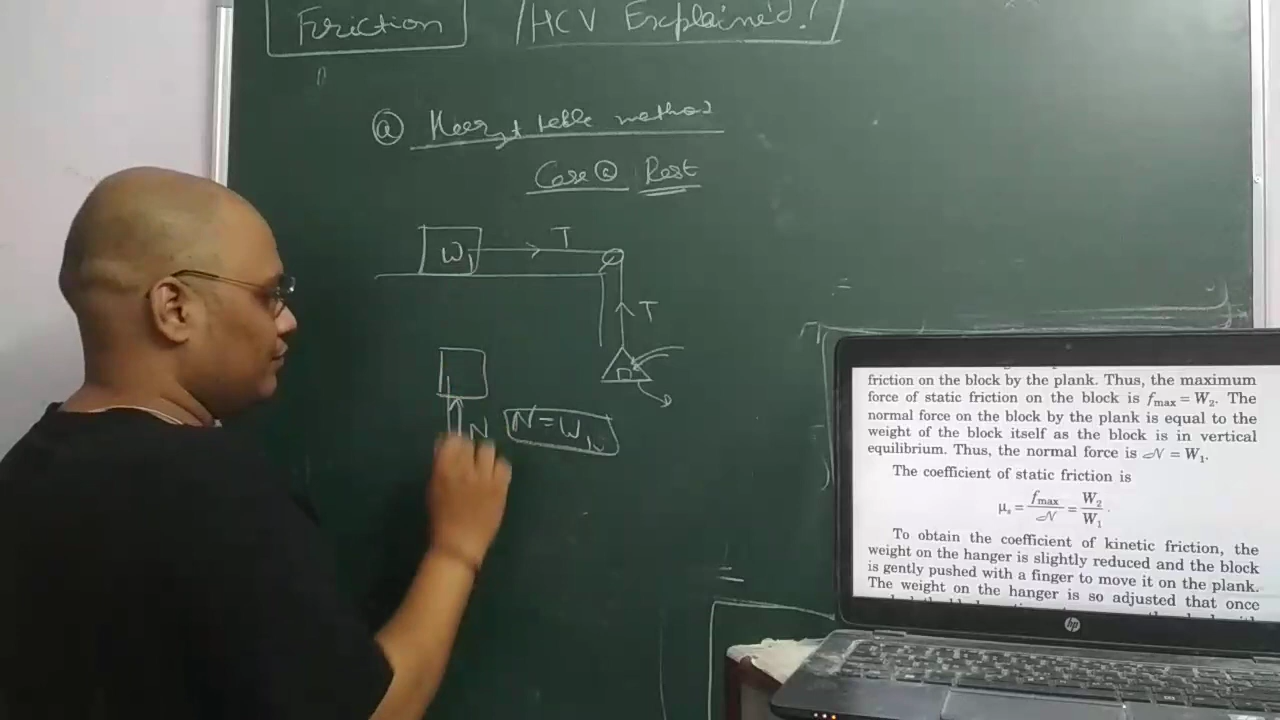 Friction
/HCV Explained!
ⓐ Horzt table method
Case ⓐ Rest
W₁
T
T
N
N = W₁
friction on the block by the plank. Thus, the maximum
force of static friction on the block is fmax = W₂. The
normal force on the block by the plank is equal to the
weight of the block itself as the block is in vertical
equilibrium. Thus, the normal force is 𝒩 = W₁.
The coefficient of static friction is
μₛ = fmax / 𝒩 = W₂ / W₁ .
To obtain the coefficient of kinetic friction, the
weight on the hanger is slightly reduced and the block
is gently pushed with a finger to move it on the plank.
The weight on the hanger is so adjusted that once
hp